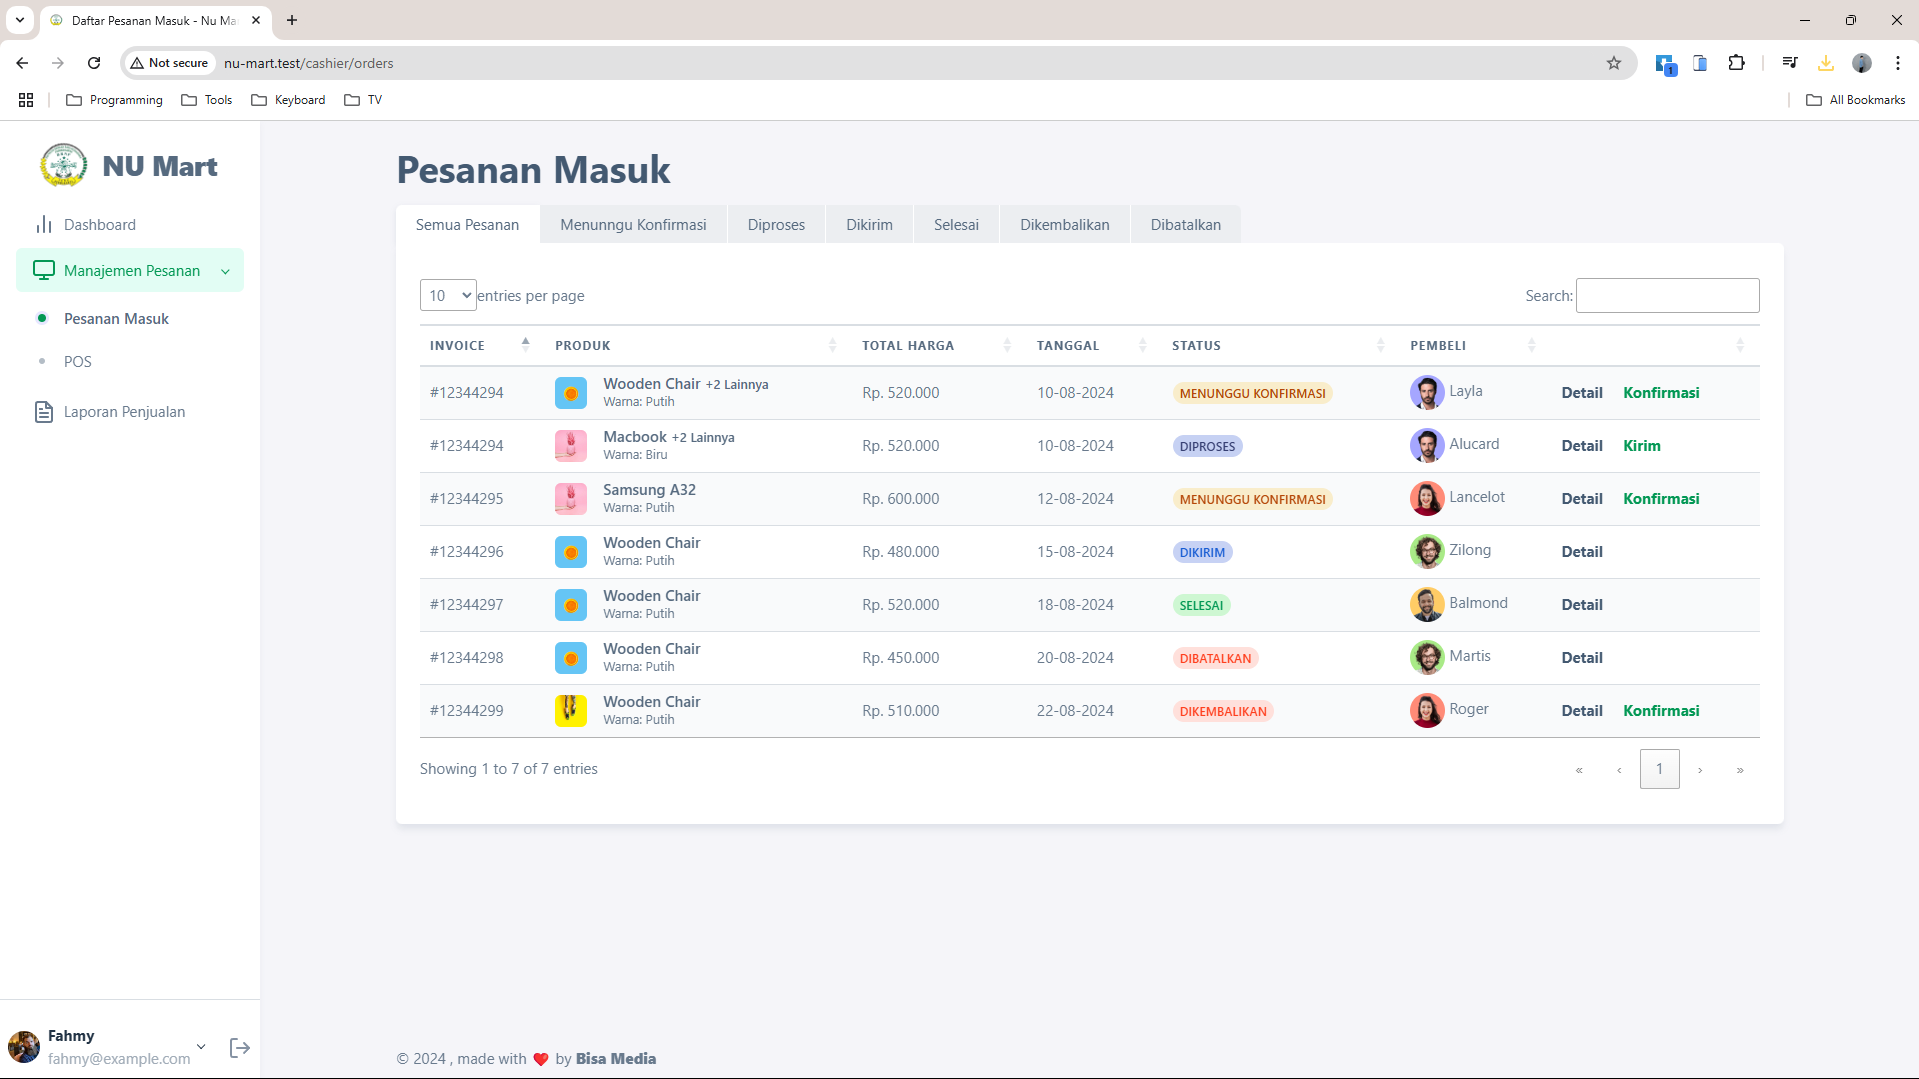 Daftar Pesanan Masuk - Nu Ma
Not secure
nu-mart.test/cashier/orders
1
Programming
Tools
Keyboard
TV
All Bookmarks
NU Mart
Dashboard
Manajemen Pesanan
Pesanan Masuk
POS
Laporan Penjualan
Fahmy
fahmy@example.com
Pesanan Masuk
Semua Pesanan Menunngu Konfirmasi Diproses Dikirim Selesai Dikembalikan Dibatalkan
10 entries per page Search:
INVOICE PRODUK TOTAL HARGA TANGGAL STATUS PEMBELI
#12344294 Wooden Chair +2 Lainnya Rp. 520.000 10-08-2024 MENUNGGU KONFIRMASI Layla Detail Konfirmasi
Warna: Putih
#12344294 Macbook +2 Lainnya Rp. 520.000 10-08-2024 DIPROSES Alucard Detail Kirim
Warna: Biru
#12344295 Samsung A32 Rp. 600.000 12-08-2024 MENUNGGU KONFIRMASI Lancelot Detail Konfirmasi
Warna: Putih
#12344296 Wooden Chair Rp. 480.000 15-08-2024 DIKIRIM Zilong Detail
Warna: Putih
#12344297 Wooden Chair Rp. 520.000 18-08-2024 SELESAI Balmond Detail
Warna: Putih
#12344298 Wooden Chair Rp. 450.000 20-08-2024 DIBATALKAN Martis Detail
Warna: Putih
#12344299 Wooden Chair Rp. 510.000 22-08-2024 DIKEMBALIKAN Roger Detail Konfirmasi
Warna: Putih
Showing 1 to 7 of 7 entries « ‹ 1 › »
© 2024 , made with ❤️ by Bisa Media